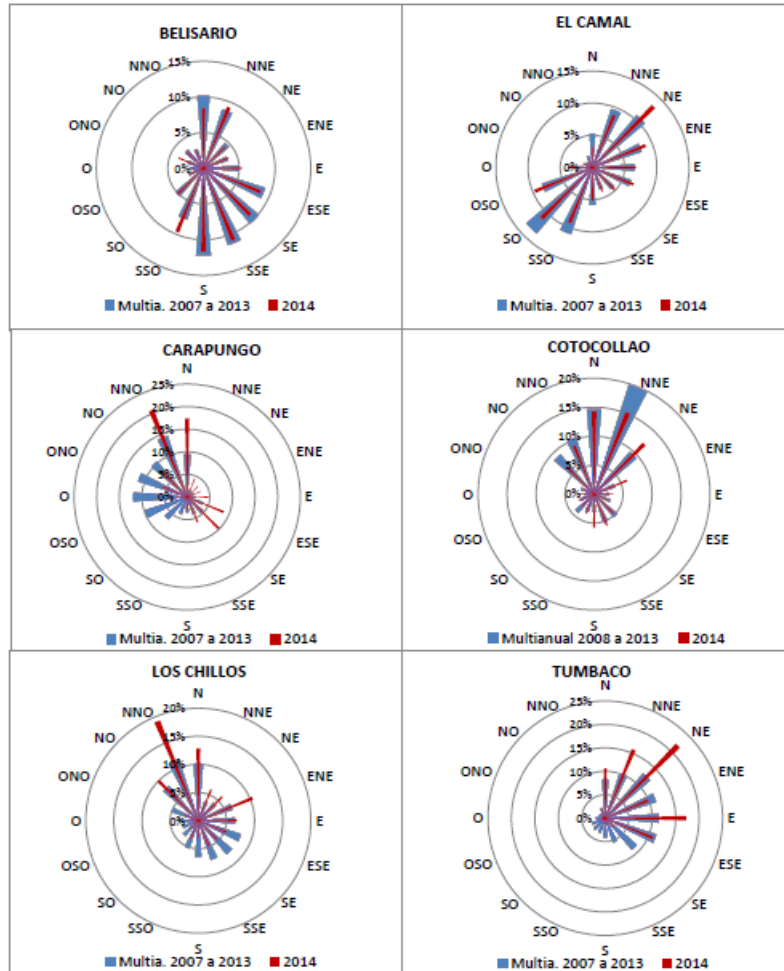 BELISARIO
15%
NNO
NNE
NO
10%
NE
ONO
5%
ENE
O
0%
E
OSO
ESE
SO
SE
SSO
SSE
S
Multia. 2007 a 2013
2014
EL CAMAL
N
NNO
15%
NNE
NO
10%
NE
ONO
5%
ENE
O
0%
E
OSO
ESE
SO
SE
SSO
SSE
S
Multia. 2007 a 2013
2014
CARAPUNGO
N
NNO
25%
NNE
NO
20%
NE
15%
ONO
10%
ENE
5%
O
0%
E
OSO
ESE
SO
SE
SSO
SSE
S
Multia. 2007 a 2013
2014
COTOCOLLAO
N
NNO
20%
NNE
NO
15%
NE
ONO
10%
ENE
5%
O
0%
E
OSO
ESE
SO
SE
SSO
SSE
S
Multianual 2008 a 2013
2014
LOS CHILLOS
N
NNO
20%
NNE
NO
15%
NE
ONO
10%
ENE
5%
O
0%
E
OSO
ESE
SO
SE
SSO
SSE
S
Multia. 2007 a 2013
2014
TUMBACO
N
NNO
25%
NNE
NO
20%
NE
15%
ONO
10%
ENE
5%
O
0%
E
OSO
ESE
SO
SE
SSO
SSE
S
Multia. 2007 a 2013
2014